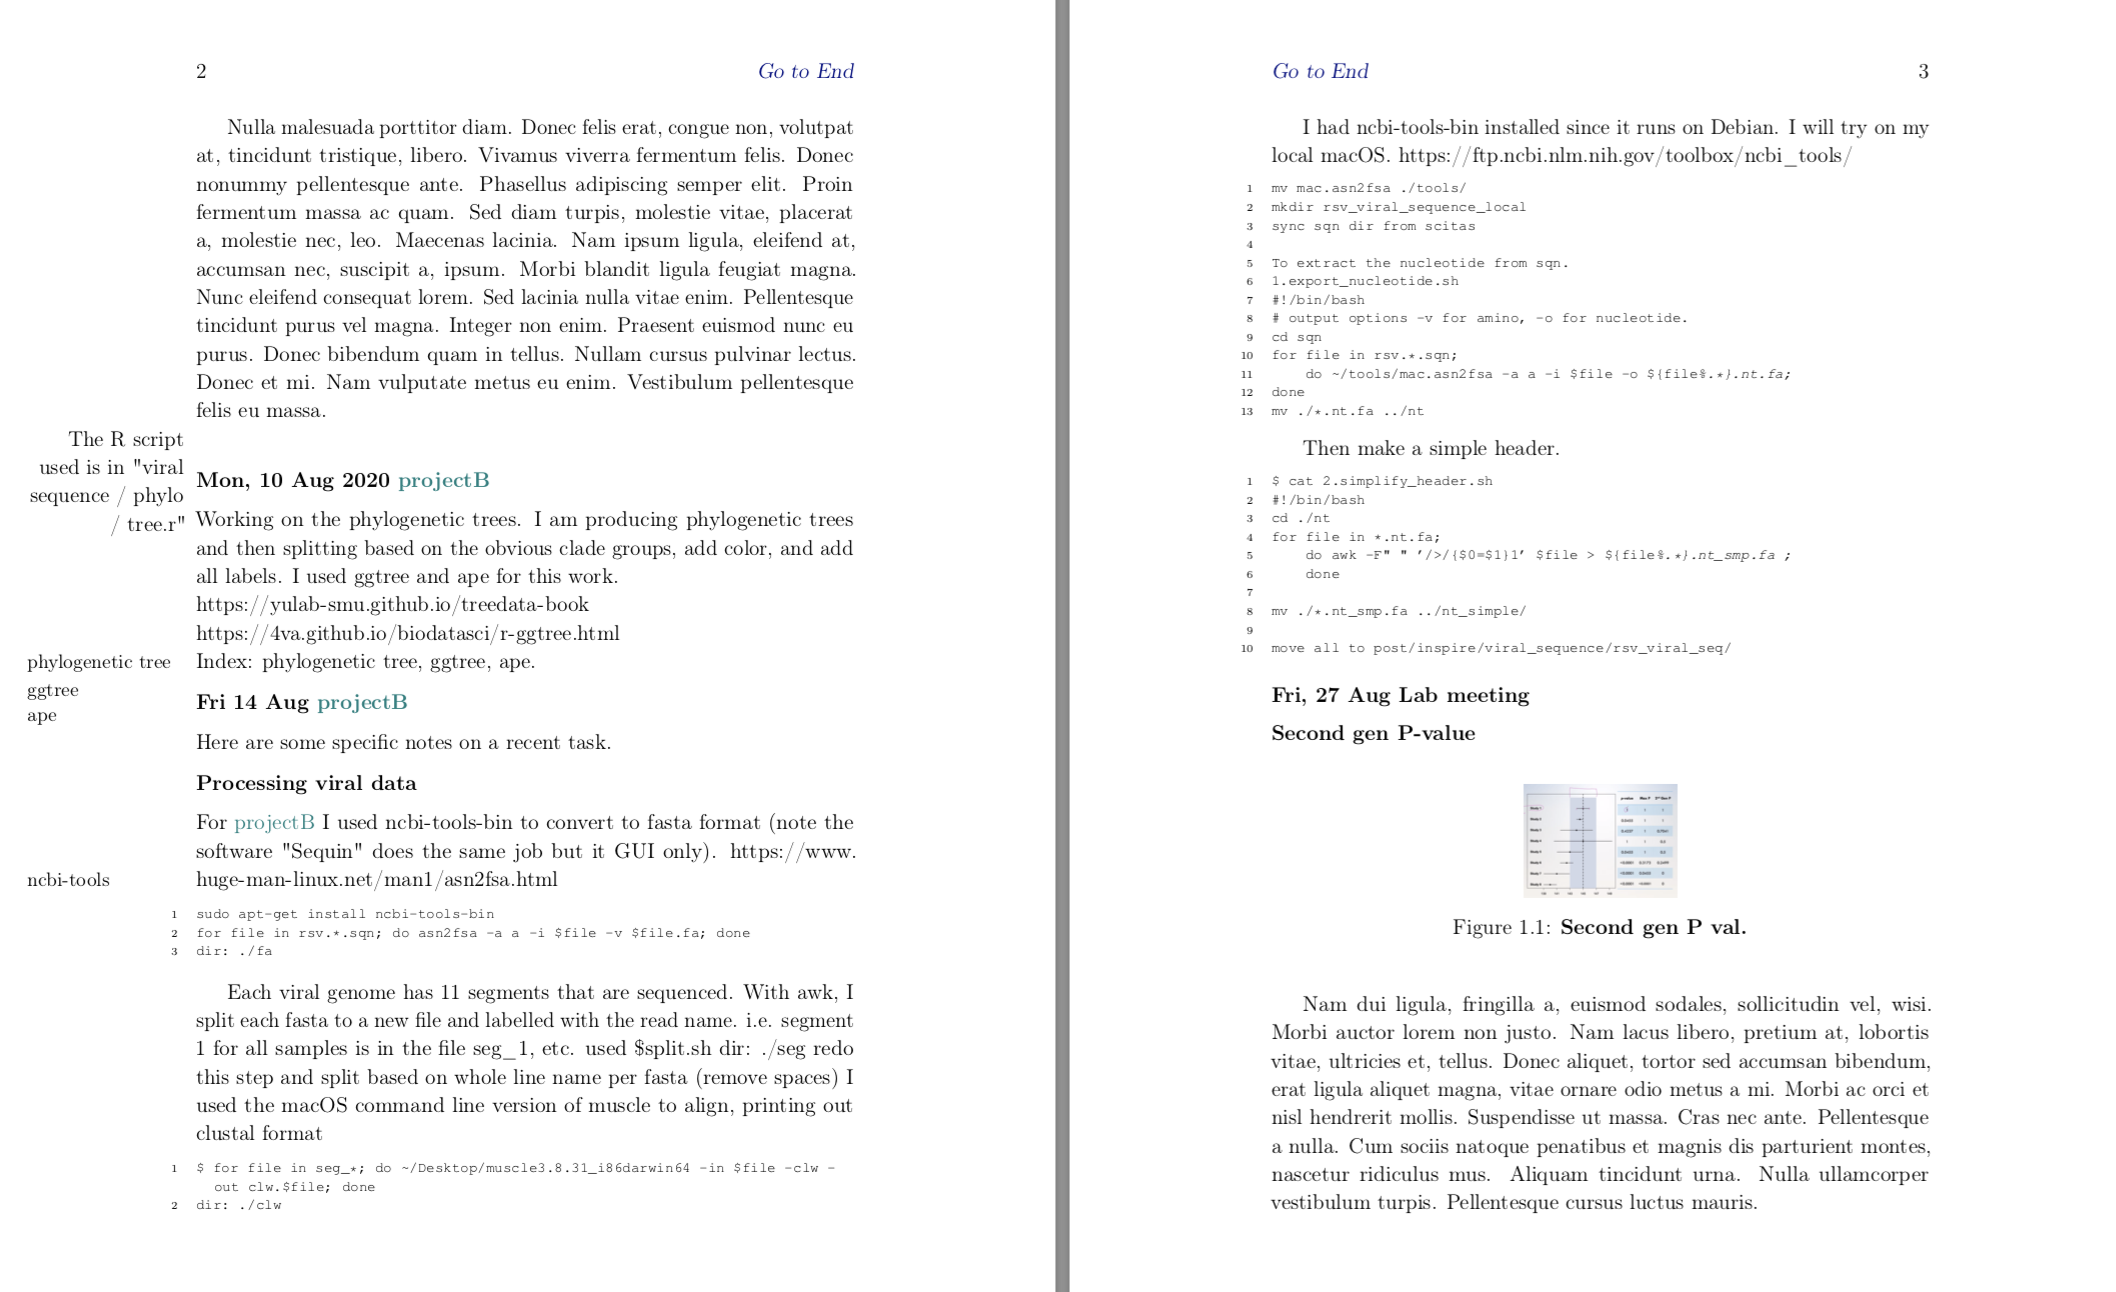 2
Go to End
Nulla malesuada porttitor diam. Donec felis erat, congue non, volutpat
at, tincidunt tristique, libero. Vivamus viverra fermentum felis. Donec
nonummy pellentesque ante. Phasellus adipiscing semper elit. Proin
fermentum massa ac quam. Sed diam turpis, molestie vitae, placerat
a, molestie nec, leo. Maecenas lacinia. Nam ipsum ligula, eleifend at,
accumsan nec, suscipit a, ipsum. Morbi blandit ligula feugiat magna.
Nunc eleifend consequat lorem. Sed lacinia nulla vitae enim. Pellentesque
tincidunt purus vel magna. Integer non enim. Praesent euismod nunc eu
purus. Donec bibendum quam in tellus. Nullam cursus pulvinar lectus.
Donec et mi. Nam vulputate metus eu enim. Vestibulum pellentesque
felis eu massa.
The R script
used is in "viral
sequence / phylo
/ tree.r"
Mon, 10 Aug 2020 projectB
Working on the phylogenetic trees. I am producing phylogenetic trees
and then splitting based on the obvious clade groups, add color, and add
all labels. I used ggtree and ape for this work.
https://yulab-smu.github.io/treedata-book
https://4va.github.io/biodatasci/r-ggtree.html
Index: phylogenetic tree, ggtree, ape.
phylogenetic tree
ggtree
ape
Fri 14 Aug projectB
Here are some specific notes on a recent task.
Processing viral data
For projectB I used ncbi-tools-bin to convert to fasta format (note the
software "Sequin" does the same job but it GUI only). https://www.
huge-man-linux.net/man1/asn2fsa.html
ncbi-tools
1 sudo apt-get install ncbi-tools-bin
2 for file in rsv.*.sqn; do asn2fsa -a a -i $file -v $file.fa; done
3 dir: ./fa
Each viral genome has 11 segments that are sequenced. With awk, I
split each fasta to a new file and labelled with the read name. i.e. segment
1 for all samples is in the file seg_1, etc. used $split.sh dir: ./seg redo
this step and split based on whole line name per fasta (remove spaces) I
used the macOS command line version of muscle to align, printing out
clustal format
1 $ for file in seg_*; do ~/Desktop/muscle3.8.31_i86darwin64 -in $file -clw -
out clw.$file; done
2 dir: ./clw
Go to End
3
I had ncbi-tools-bin installed since it runs on Debian. I will try on my
local macOS. https://ftp.ncbi.nlm.nih.gov/toolbox/ncbi_tools/
1 mv mac.asn2fsa ./tools/
2 mkdir rsv_viral_sequence_local
3 sync sqn dir from scitas
4
5 To extract the nucleotide from sqn.
6 1.export_nucleotide.sh
7 #!/bin/bash
8 # output options -v for amino, -o for nucleotide.
9 cd sqn
10 for file in rsv.*.sqn;
11 do ~/tools/mac.asn2fsa -a a -i $file -o ${file%.*}.nt.fa;
12 done
13 mv ./*.nt.fa ../nt
Then make a simple header.
1 $ cat 2.simplify_header.sh
2 #!/bin/bash
3 cd ./nt
4 for file in *.nt.fa;
5 do awk -F" " '/>/{$0=$1}1' $file > ${file%.*}.nt_smp.fa ;
6 done
7
8 mv ./*.nt_smp.fa ../nt_simple/
9
10 move all to post/inspire/viral_sequence/rsv_viral_seq/
Fri, 27 Aug Lab meeting
Second gen P-value
Figure 1.1: Second gen P val.
Nam dui ligula, fringilla a, euismod sodales, sollicitudin vel, wisi.
Morbi auctor lorem non justo. Nam lacus libero, pretium at, lobortis
vitae, ultricies et, tellus. Donec aliquet, tortor sed accumsan bibendum,
erat ligula aliquet magna, vitae ornare odio metus a mi. Morbi ac orci et
nisl hendrerit mollis. Suspendisse ut massa. Cras nec ante. Pellentesque
a nulla. Cum sociis natoque penatibus et magnis dis parturient montes,
nascetur ridiculus mus. Aliquam tincidunt urna. Nulla ullamcorper
vestibulum turpis. Pellentesque cursus luctus mauris.